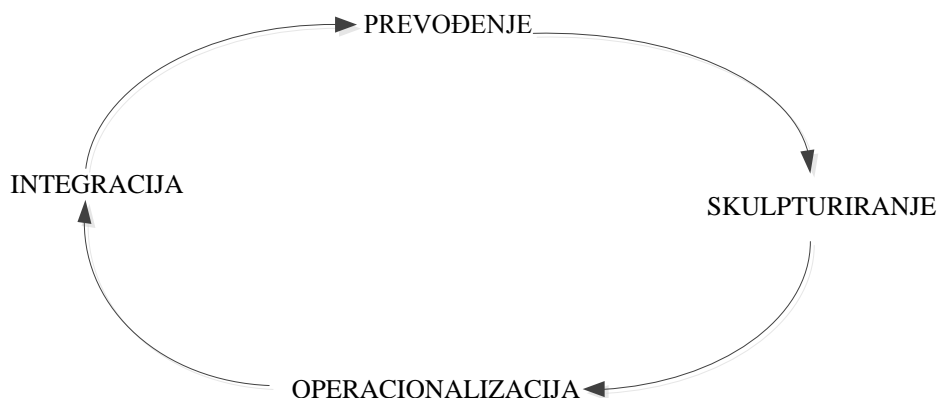 PREVOĐENJE
INTEGRACIJA
SKULPTURIRANJE
OPERACIONALIZACIJA